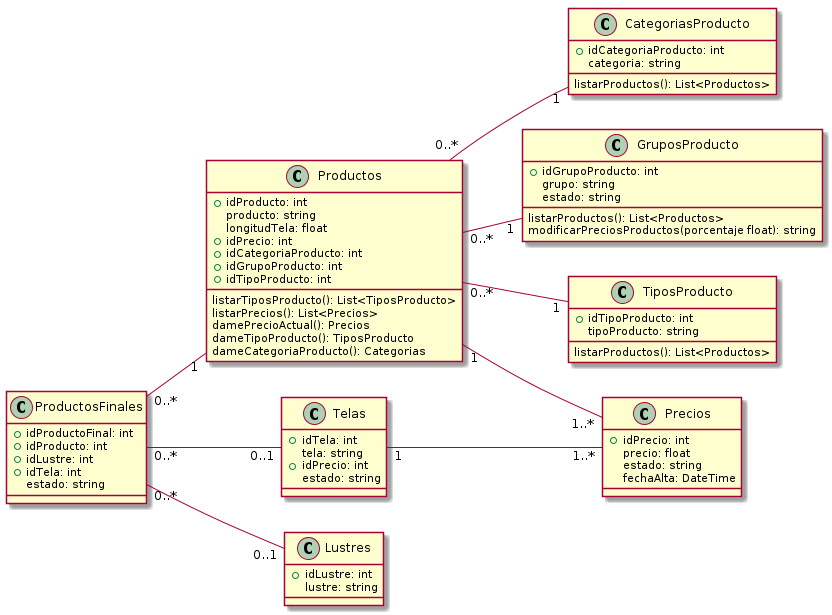 C CategoriasProducto
idCategoriaProducto: int
categoria: string
listarProductos(): List<Productos>
1
0..*
C GruposProducto
idGrupoProducto: int
grupo: string
estado: string
listarProductos(): List<Productos>
modificarPreciosProductos(porcentaje float): string
0..*
1
C Productos
idProducto: int
producto: string
longitudTela: float
idPrecio: int
idCategoriaProducto: int
idGrupoProducto: int
idTipoProducto: int
listarTiposProducto(): List<TiposProducto>
listarPrecios(): List<Precios>
damePrecioActual(): Precios
dameTipoProducto(): TiposProducto
dameCategoriaProducto(): Categorias
0..*
1
C TiposProducto
idTipoProducto: int
tipoProducto: string
listarProductos(): List<Productos>
1
1..*
1
0..*
C ProductosFinales
idProductoFinal: int
idProducto: int
idLustre: int
idTela: int
estado: string
0..*
0..1
C Telas
idTela: int
tela: string
idPrecio: int
estado: string
1
1..*
C Precios
idPrecio: int
precio: float
estado: string
fechaAlta: DateTime
0..*
0..1
C Lustres
idLustre: int
lustre: string